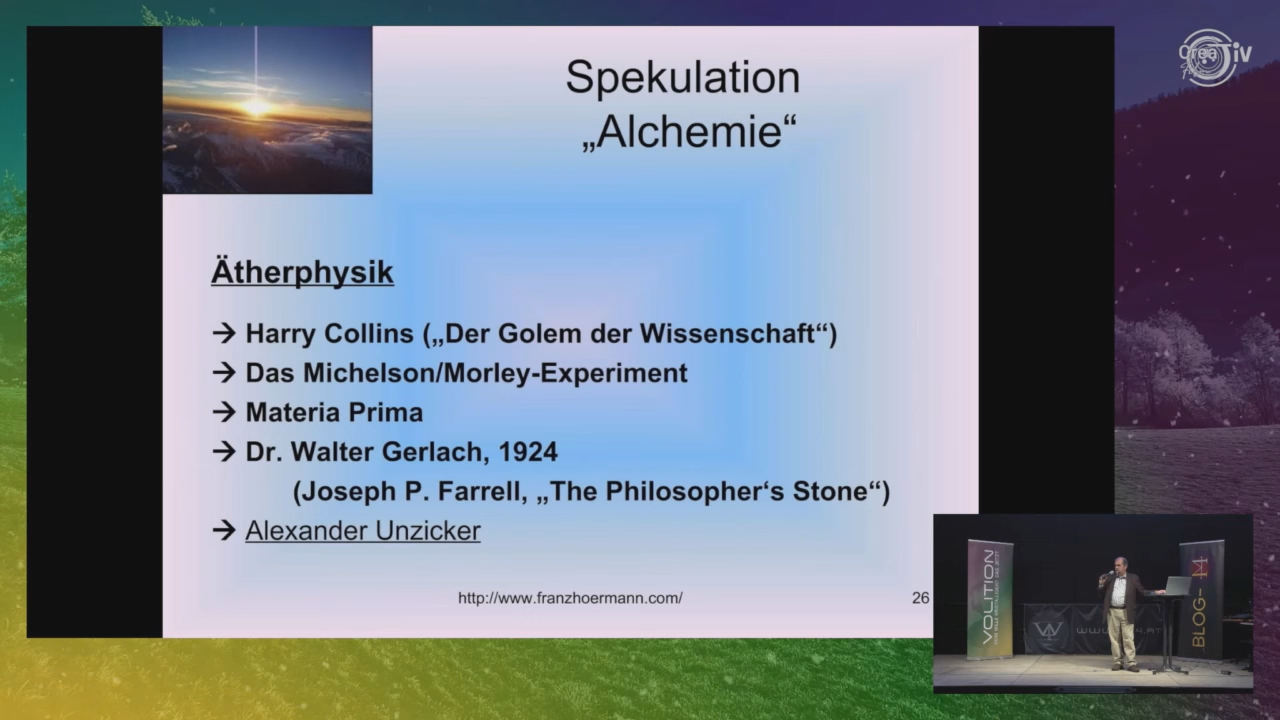 Spekulation
„Alchemie“
Ätherphysik
→ Harry Collins („Der Golem der Wissenschaft“)
→ Das Michelson/Morley-Experiment
→ Materia Prima
→ Dr. Walter Gerlach, 1924
(Joseph P. Farrell, „The Philosopher‘s Stone“)
→ Alexander Unzicker
http://www.franzhoermann.com/
26
VOLITION
BLOG-